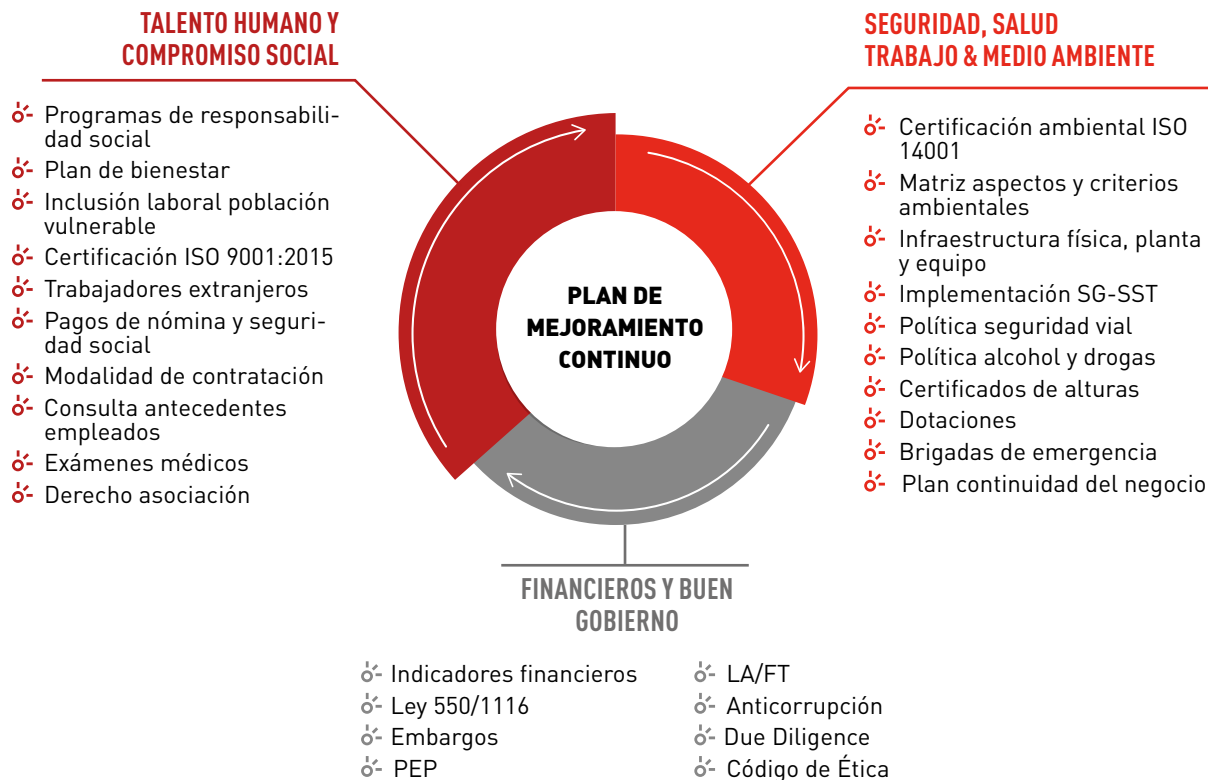 TALENTO HUMANO Y
COMPROMISO SOCIAL
Programas de responsabili-
dad social
Plan de bienestar
Inclusión laboral población
vulnerable
Certificación ISO 9001:2015
Trabajadores extranjeros
Pagos de nómina y seguri-
dad social
Modalidad de contratación
Consulta antecedentes
empleados
Exámenes médicos
Derecho asociación
PLAN DE
MEJORAMIENTO
CONTINUO
SEGURIDAD, SALUD
TRABAJO & MEDIO AMBIENTE
Certificación ambiental ISO
14001
Matriz aspectos y criterios
ambientales
Infraestructura física, planta
y equipo
Implementación SG-SST
Política seguridad vial
Política alcohol y drogas
Certificados de alturas
Dotaciones
Brigadas de emergencia
Plan continuidad del negocio
FINANCIEROS Y BUEN
GOBIERNO
Indicadores financieros
Ley 550/1116
Embargos
PEP
LA/FT
Anticorrupción
Due Diligence
Código de Ética